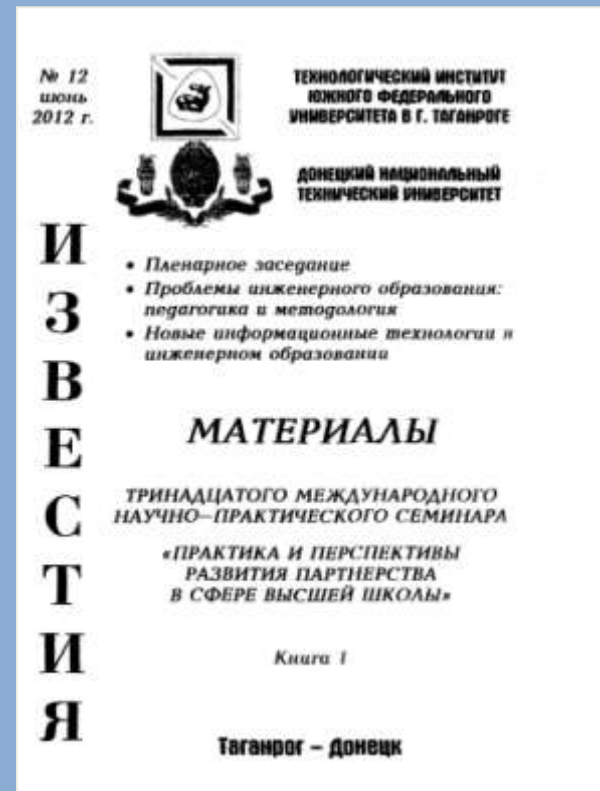 № 12
июнь
2012 г.
ТЕХНОЛОГИЧЕСКИЙ ИНСТИТУТ
ЮЖНОГО ФЕДЕРАЛЬНОГО
УНИВЕРСИТЕТА В Г. ТАГАНРОГЕ
ДОНЕЦКИЙ НАЦИОНАЛЬНЫЙ
ТЕХНИЧЕСКИЙ УНИВЕРСИТЕТ
ИЗВЕСТИЯ
• Пленарное заседание
• Проблемы инженерного образования:
педагогика и методология
• Новые информационные технологии в
инженерном образовании
МАТЕРИАЛЫ
ТРИНАДЦАТОГО МЕЖДУНАРОДНОГО
НАУЧНО–ПРАКТИЧЕСКОГО СЕМИНАРА
«ПРАКТИКА И ПЕРСПЕКТИВЫ
РАЗВИТИЯ ПАРТНЕРСТВА
В СФЕРЕ ВЫСШЕЙ ШКОЛЫ»
Книга 1
Таганрог – Донецк